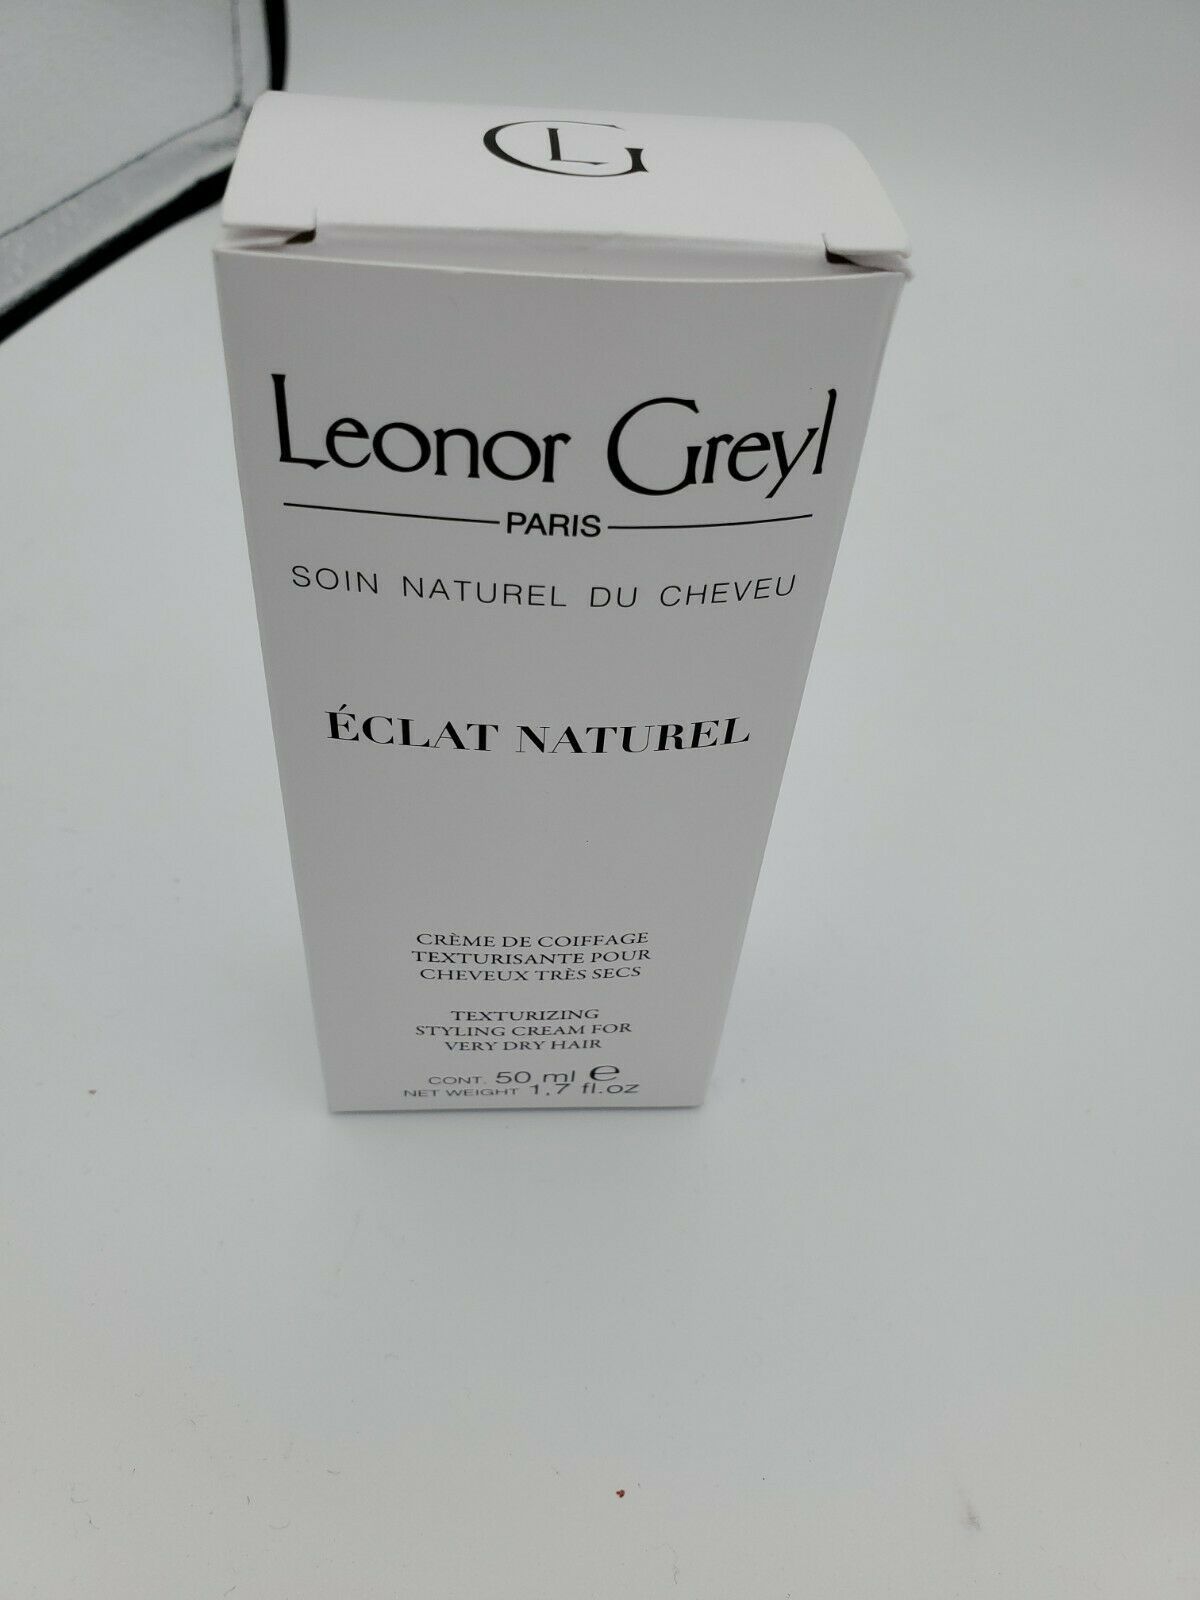 LG
Leonor Greyl
PARIS
SOIN NATUREL DU CHEVEU
ÉCLAT NATUREL
CRÈME DE COIFFAGE
TEXTURISANTE POUR
CHEVEUX TRÈS SECS
TEXTURIZING
STYLING CREAM FOR
VERY DRY HAIR
CONT. 50 ml e
NET WEIGHT 1,7 fl.oz